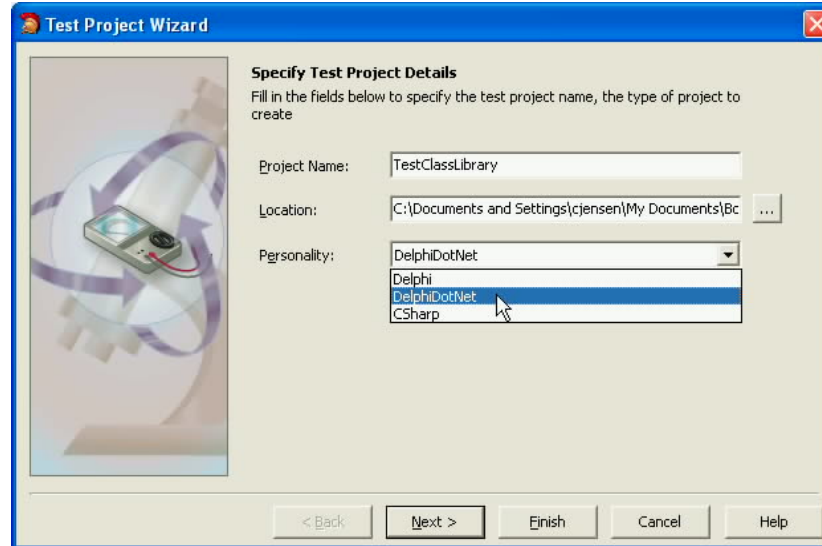 Test Project Wizard
Specify Test Project Details
Fill in the fields below to specify the test project name, the type of project to
create
Project Name: TestClassLibrary
Location: C:\Documents and Settings\cjensen\My Documents\Bc ...
Personality: DelphiDotNet
Delphi
DelphiDotNet
CSharp
< Back Next > Finish Cancel Help